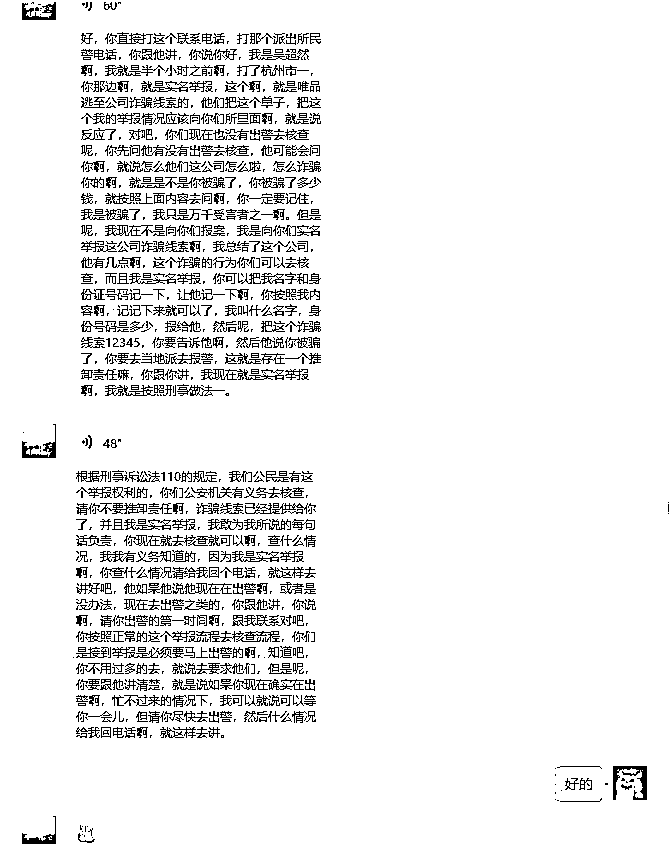 60"
好，你直接打这个联系电话，打那个派出所民
警电话，你跟他讲，你说你好，我是吴超然
啊，我就是半个小时之前啊，打了杭州市一，
你那边啊，就是实名举报，这个啊，就是唯品
逃至公司诈骗线索的，他们把这个单子，把这
个我的举报情况应该向你们所里面啊，就是说
反应了，对吧，你们现在也没有出警去核查
呢，你先问他有没有出警去核查，他可能会问
你啊，就说怎么他们这公司怎么啦，怎么诈骗
你的啊，就是是不是你被骗了，你被骗了多少
钱，就按照上面内容去问啊，你一定要记住，
我是被骗了，我只是万千受害者之一啊。但是
呢，我现在不是向你们报案，我是向你们实名
举报这公司诈骗线索啊，我总结了这个公司，
他有几点啊，这个诈骗的行为你们可以去核
查，而且我是实名举报，你可以把我名字和身
份证号码记一下，让他记一下啊，你按照我内
容啊，记记下来就可以了，我叫什么名字，身
份号码是多少，报给他，然后呢，把这个诈骗
线索12345，你要告诉他啊，然后他说你被骗
了，你要去当地派去报警，这就是存在一个推
卸责任嘛，你跟你讲，我现在就是实名举报
啊，我就是按照刑事做法一。
48"
根据刑事诉讼法110的规定，我们公民是有这
个举报权利的，你们公安机关有义务去核查，
请你不要推卸责任啊，诈骗线索已经提供给你
了，并且我是实名举报，我敢为我所说的每句
话负责，你现在就去核查就可以啊，查什么情
况，我我有义务知道的，因为我是实名举报
啊，你查什么情况请给我回个电话，就这样去
讲好吧，他如果他说他现在在出警啊，或者是
没办法，现在去出警之类的，你跟他讲，你说
啊，请你出警的第一时间啊，跟我联系对吧，
你按照正常的这个举报流程去核查流程，你们
是接到举报是必须要马上出警的啊，知道吧，
你不用过多的去，就说去要求他们，但是呢，
你要跟他讲清楚，就是说如果你现在确实在出
警啊，忙不过来的情况下，我可以就说可以等
你一会儿，但请你尽快去出警，然后什么情况
给我回电话啊，就这样去讲。
好的